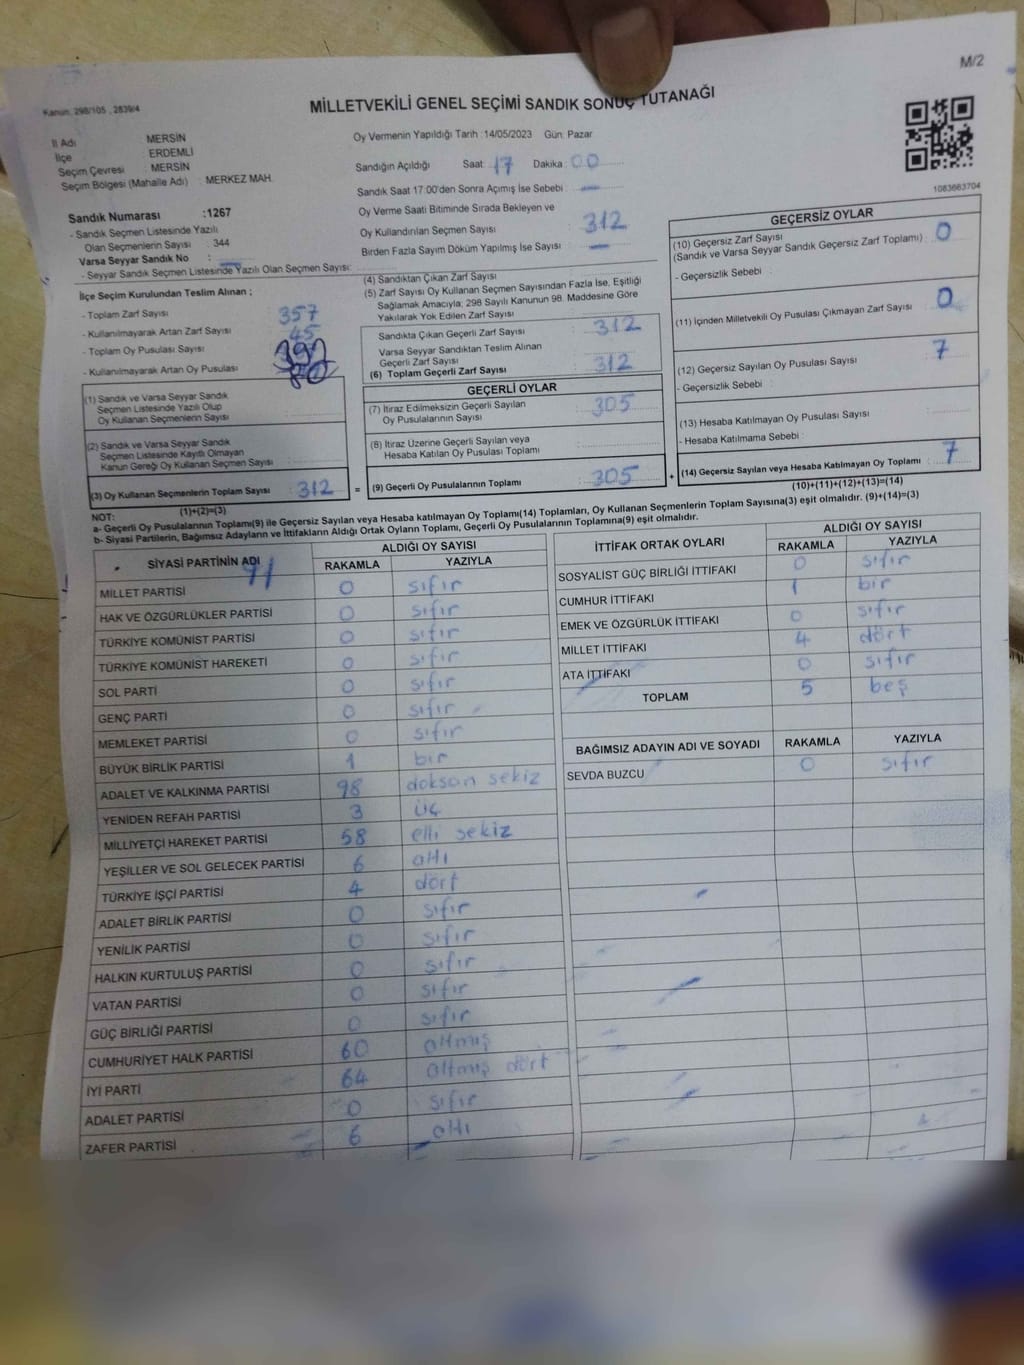 M/2
Kanun: 298/105 , 2839/4
MİLLETVEKİLİ GENEL SEÇİMİ SANDIK SONUÇ TUTANAĞI
İl Adı MERSİN
İlçe ERDEMLİ
Seçim Çevresi : MERSİN
Seçim Bölgesi (Mahalle Adı) : MERKEZ MAH.
Sandık Numarası :1267
- Sandık Seçmen Listesinde Yazılı
Olan Seçmenlerin Sayısı : 344
Varsa Seyyar Sandık No :
- Seyyar Sandık Seçmen Listesinde Yazılı Olan Seçmen Sayısı:
Oy Vermenin Yapıldığı Tarih :14/05/2023 Gün: Pazar
Sandığın Açıldığı Saat: 17 Dakika: 00
Sandık Saat 17.00'den Sonra Açımış İse Sebebi : —
Oy Verme Saati Bitiminde Sırada Bekleyen ve
Oy Kullandırılan Seçmen Sayısı : 312
Birden Fazla Sayım Döküm Yapılmış İse Sayısı : —
1083663704
İlçe Seçim Kurulundan Teslim Alınan ;
- Toplam Zarf Sayısı : 357
- Kullanılmayarak Artan Zarf Sayısı : 45
- Toplam Oy Pusulası Sayısı :
- Kullanılmayarak Artan Oy Pusulası : 80
(1) Sandık ve Varsa Seyyar Sandık
Seçmen Listesinde Yazılı Olup
Oy Kullanan Seçmenlerin Sayısı
(2) Sandık ve Varsa Seyyar Sandık
Seçmen Listesinde Kayıtlı Olmayan
Kanun Gereği Oy Kullanan Seçmen Sayısı
(3) Oy Kullanan Seçmenlerin Toplam Sayısı : 312 =
(1)+(2)=(3)
(4) Sandıktan Çıkan Zarf Sayısı
(5) Zarf Sayısı Oy Kullanan Seçmen Sayısından Fazla İse, Eşitliği
Sağlamak Amacıyla, 298 Sayılı Kanunun 98. Maddesine Göre
Yakılarak Yok Edilen Zarf Sayısı
Sandıkta Çıkan Geçerli Zarf Sayısı : 312
Varsa Seyyar Sandıktan Teslim Alınan
Geçerli Zarf Sayısı
(6) Toplam Geçerli Zarf Sayısı : 312
GEÇERLİ OYLAR
(7) İtiraz Edilmeksizin Geçerli Sayılan
Oy Pusulalarının Sayısı : 305
(8) İtiraz Üzerine Geçerli Sayılan veya
Hesaba Katılan Oy Pusulası Toplamı
(9) Geçerli Oy Pusulalarının Toplamı : 305 +
GEÇERSİZ OYLAR
(10) Geçersiz Zarf Sayısı
(Sandık ve Varsa Seyyar Sandık Geçersiz Zarf Toplamı) : 0
- Geçersizlik Sebebi :
(11) İçinden Milletvekili Oy Pusulası Çıkmayan Zarf Sayısı : 0
(12) Geçersiz Sayılan Oy Pusulası Sayısı : 7
- Geçersizlik Sebebi :
(13) Hesaba Katılmayan Oy Pusulası Sayısı :
- Hesaba Katılmama Sebebi :
(14) Geçersiz Sayılan veya Hesaba Katılmayan Oy Toplamı : 7
(10)+(11)+(12)+(13)=(14)
NOT:
a- Geçerli Oy Pusulalarının Toplamı(9) ile Geçersiz Sayılan veya Hesaba katılmayan Oy Toplamı(14) Toplamları, Oy Kullanan Seçmenlerin Toplam Sayısına(3) eşit olmalıdır. (9)+(14)=(3)
b- Siyasi Partilerin, Bağımsız Adayların ve İttifakların Aldığı Ortak Oyların Toplamı, Geçerli Oy Pusulalarının Toplamına(9) eşit olmalıdır.
SİYASİ PARTİNİN ADI ALDIĞI OY SAYISI
RAKAMLA YAZIYLA
91
MİLLET PARTİSİ 0 sıfır
HAK VE ÖZGÜRLÜKLER PARTİSİ 0 sıfır
TÜRKİYE KOMÜNİST PARTİSİ 0 sıfır
TÜRKİYE KOMÜNİST HAREKETİ 0 sıfır
SOL PARTİ 0 sıfır
GENÇ PARTİ 0 sıfır
MEMLEKET PARTİSİ 0 sıfır
BÜYÜK BİRLİK PARTİSİ 1 bir
ADALET VE KALKINMA PARTİSİ 98 doksan sekiz
YENİDEN REFAH PARTİSİ 3 üç
MİLLİYETÇİ HAREKET PARTİSİ 58 elli sekiz
YEŞİLLER VE SOL GELECEK PARTİSİ 6 altı
TÜRKİYE İŞÇİ PARTİSİ 4 dört
ADALET BİRLİK PARTİSİ 0 sıfır
YENİLİK PARTİSİ 0 sıfır
HALKIN KURTULUŞ PARTİSİ 0 sıfır
VATAN PARTİSİ 0 sıfır
GÜÇ BİRLİĞİ PARTİSİ 0 sıfır
CUMHURİYET HALK PARTİSİ 60 altmış
İYİ PARTİ 64 altmış dört
ADALET PARTİSİ 0 sıfır
ZAFER PARTİSİ 6 altı
İTTİFAK ORTAK OYLARI ALDIĞI OY SAYISI
RAKAMLA YAZIYLA
SOSYALİST GÜÇ BİRLİĞİ İTTİFAKI 0 sıfır
CUMHUR İTTİFAKI 1 bir
EMEK VE ÖZGÜRLÜK İTTİFAKI 0 sıfır
MİLLET İTTİFAKI 4 dört
ATA İTTİFAKI 0 sıfır
TOPLAM 5 beş
BAĞIMSIZ ADAYIN ADI VE SOYADI RAKAMLA YAZIYLA
SEVDA BUZCU 0 sıfır